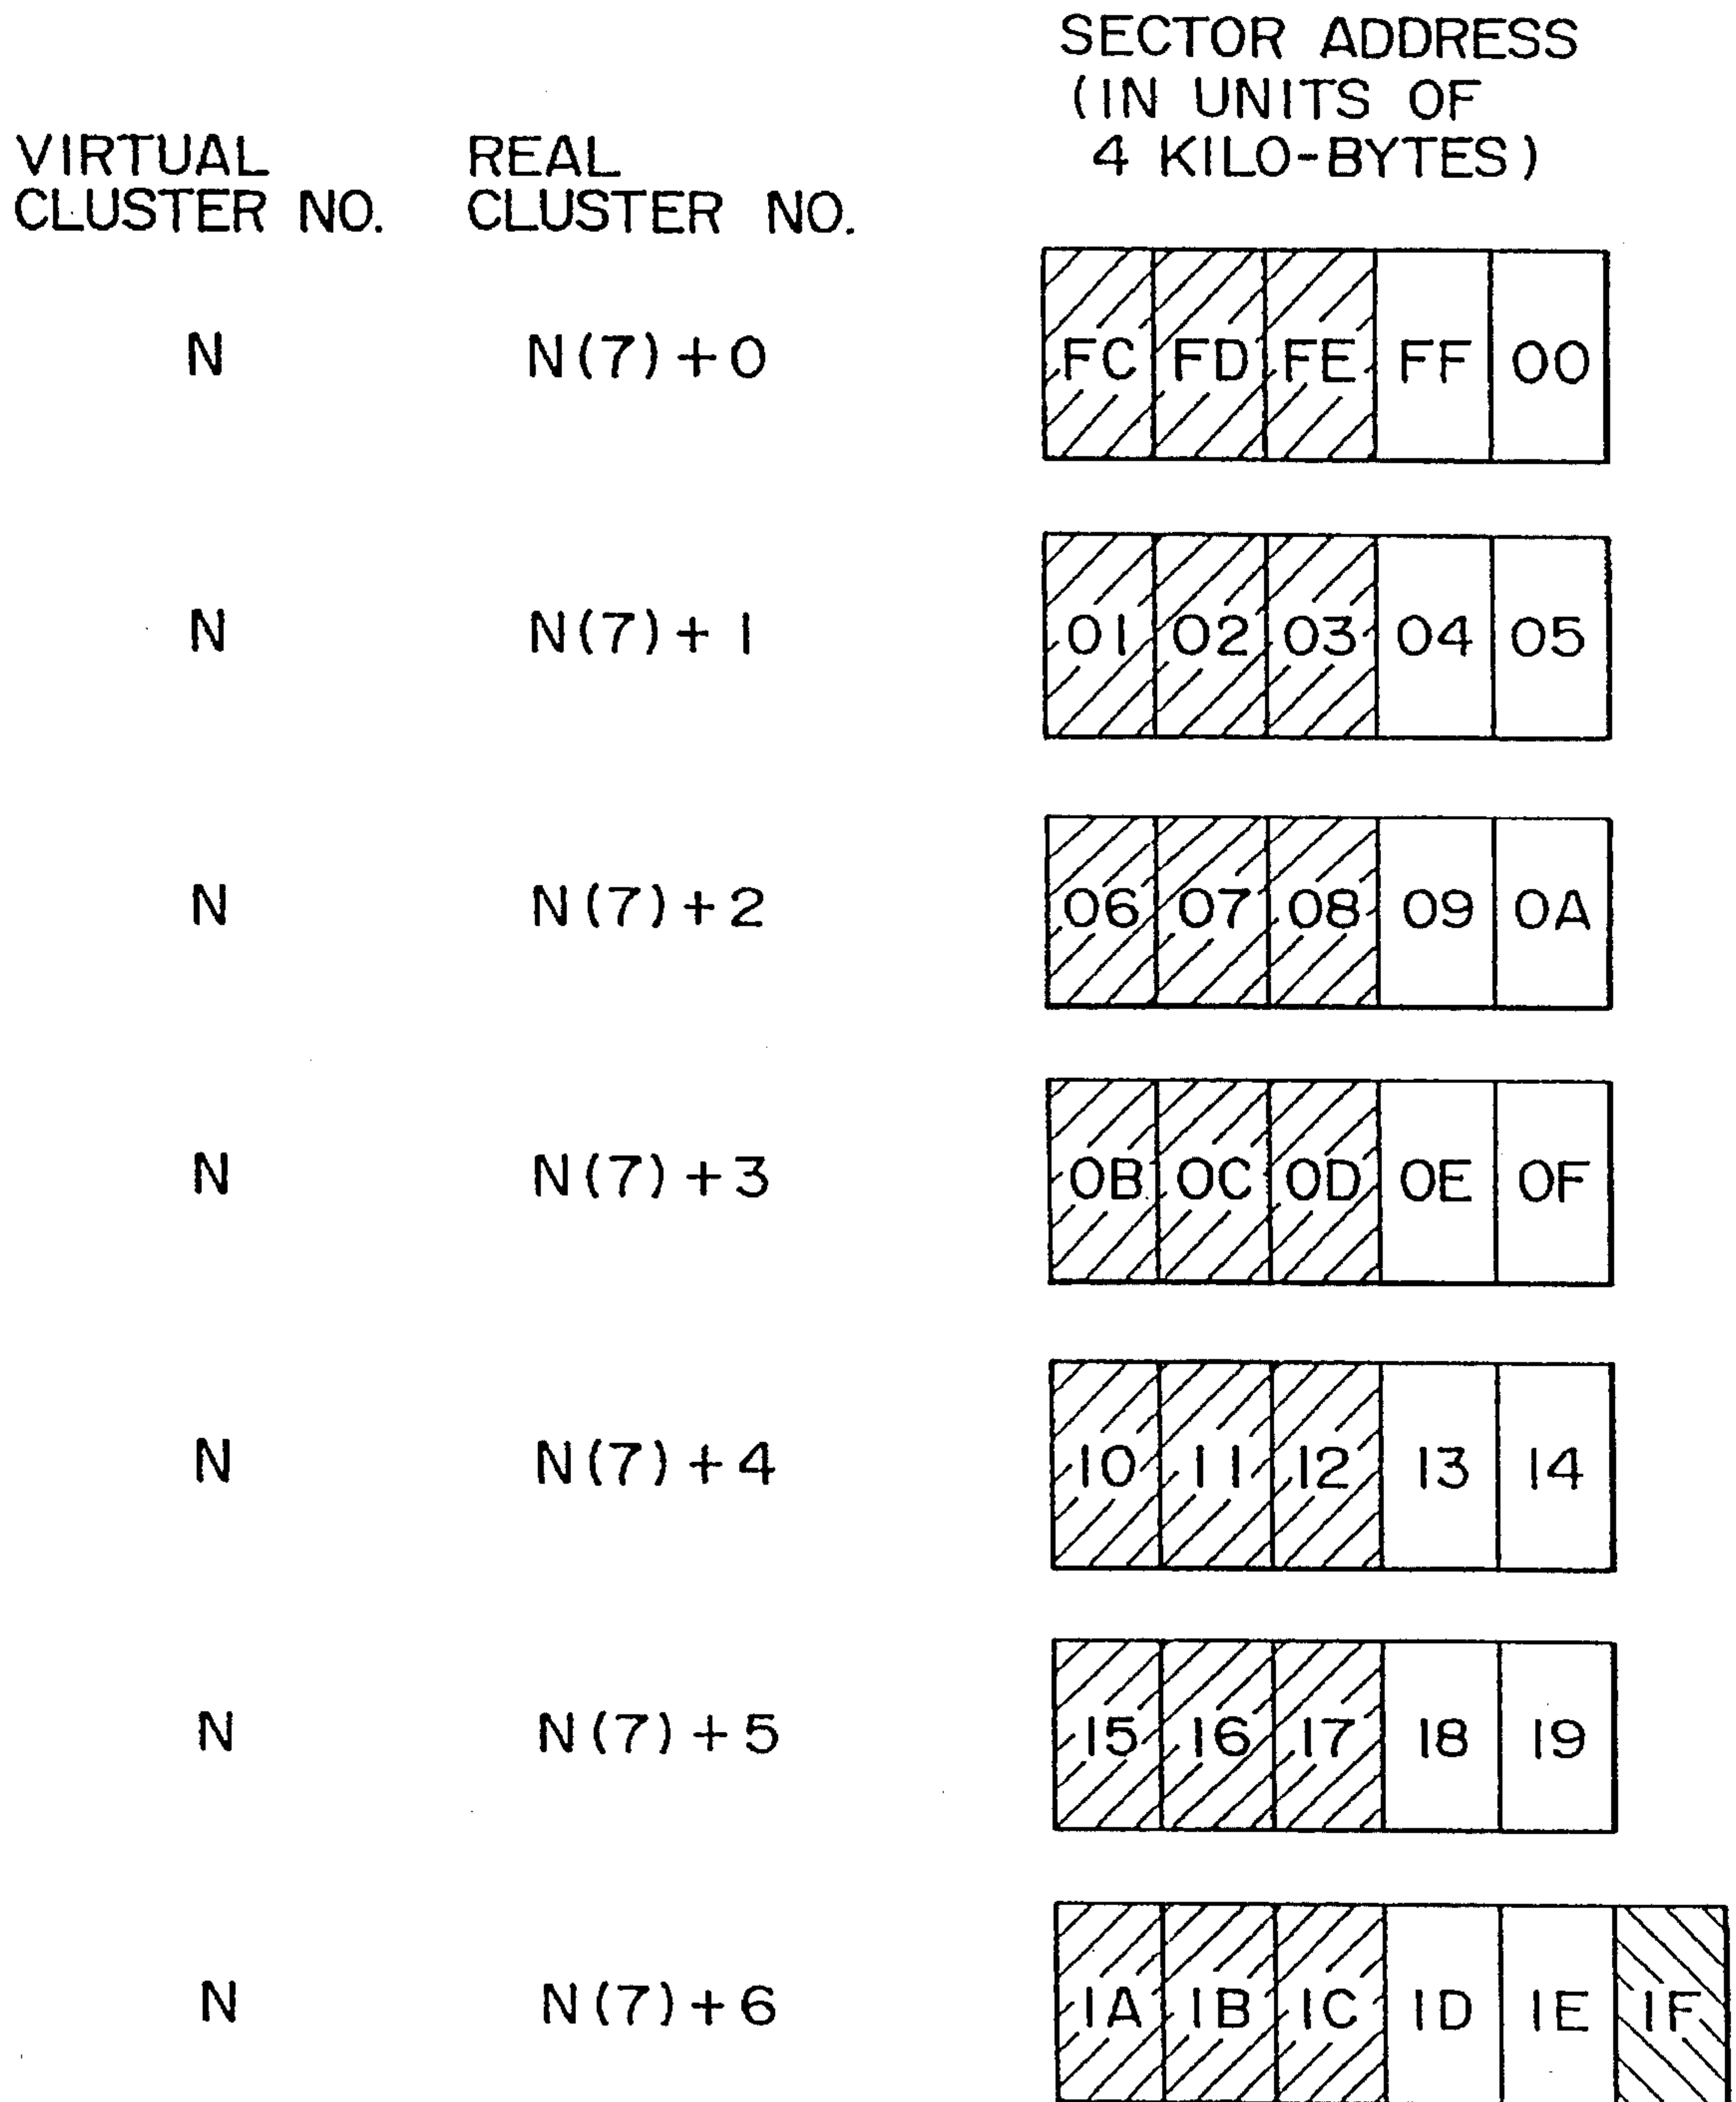 SECTOR ADDRESS
(IN UNITS OF
4 KILO-BYTES)
VIRTUAL
CLUSTER NO.
REAL
CLUSTER NO.
N N(7)+0 FC FD FE FF 00
N N(7)+1 01 02 03 04 05
N N(7)+2 06 07 08 09 0A
N N(7)+3 0B 0C 0D 0E 0F
N N(7)+4 10 11 12 13 14
N N(7)+5 15 16 17 18 19
N N(7)+6 1A 1B 1C 1D 1E 1F